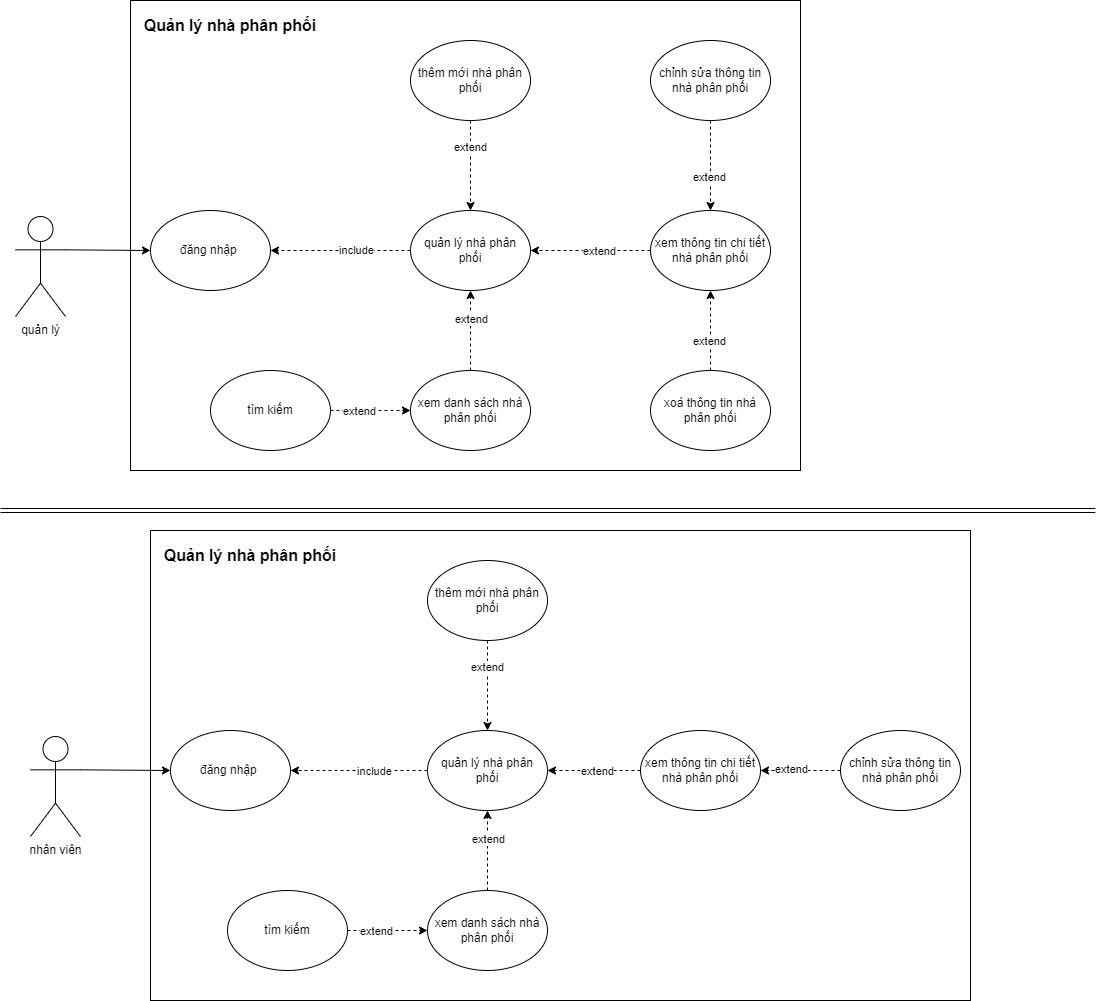 Quản lý nhà phân phối
thêm mới nhà phân
phối
chỉnh sửa thông tin
nhà phân phối
extend
extend
quản lý
đăng nhập
include
quản lý nhà phân
phối
extend
xem thông tin chi tiết
nhà phân phối
extend
extend
tìm kiếm
extend
xem danh sách nhà
phân phối
xoá thông tin nhà
phân phối
Quản lý nhà phân phối
thêm mới nhà phân
phối
extend
nhân viên
đăng nhập
include
quản lý nhà phân
phối
extend
xem thông tin chi tiết
nhà phân phối
extend
chỉnh sửa thông tin
nhà phân phối
extend
tìm kiếm
extend
xem danh sách nhà
phân phối